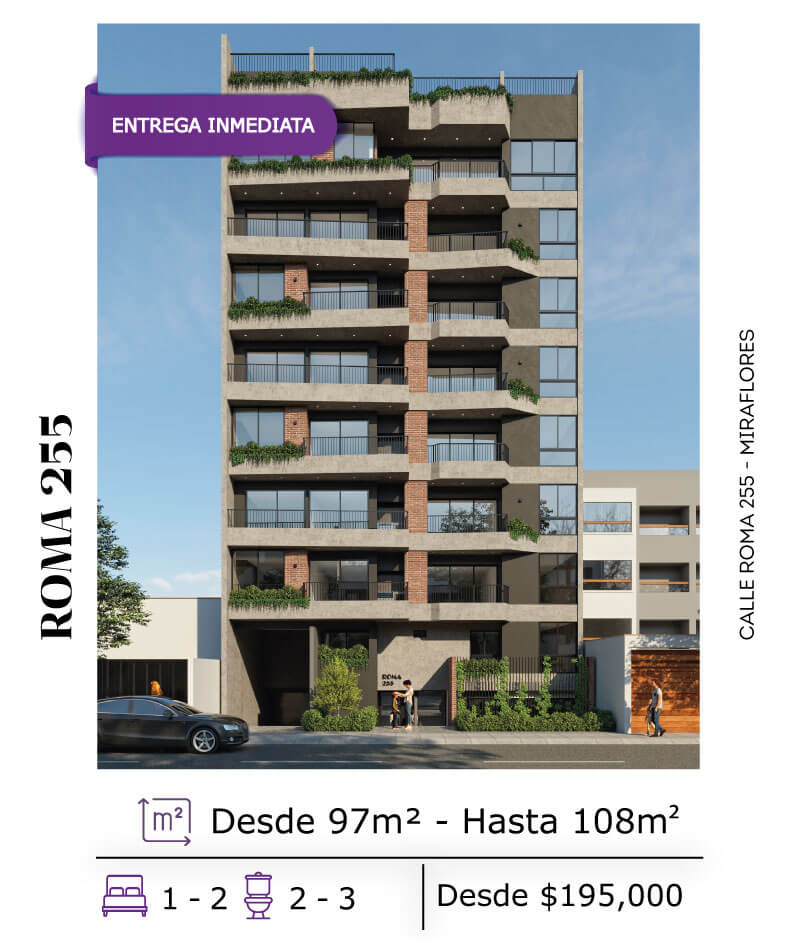 ENTREGA INMEDIATA
ROMA 255
CALLE ROMA 255 - MIRAFLORES
ROMA
255
m²
Desde 97m² - Hasta 108m²
1 - 2
2 - 3
Desde $195,000